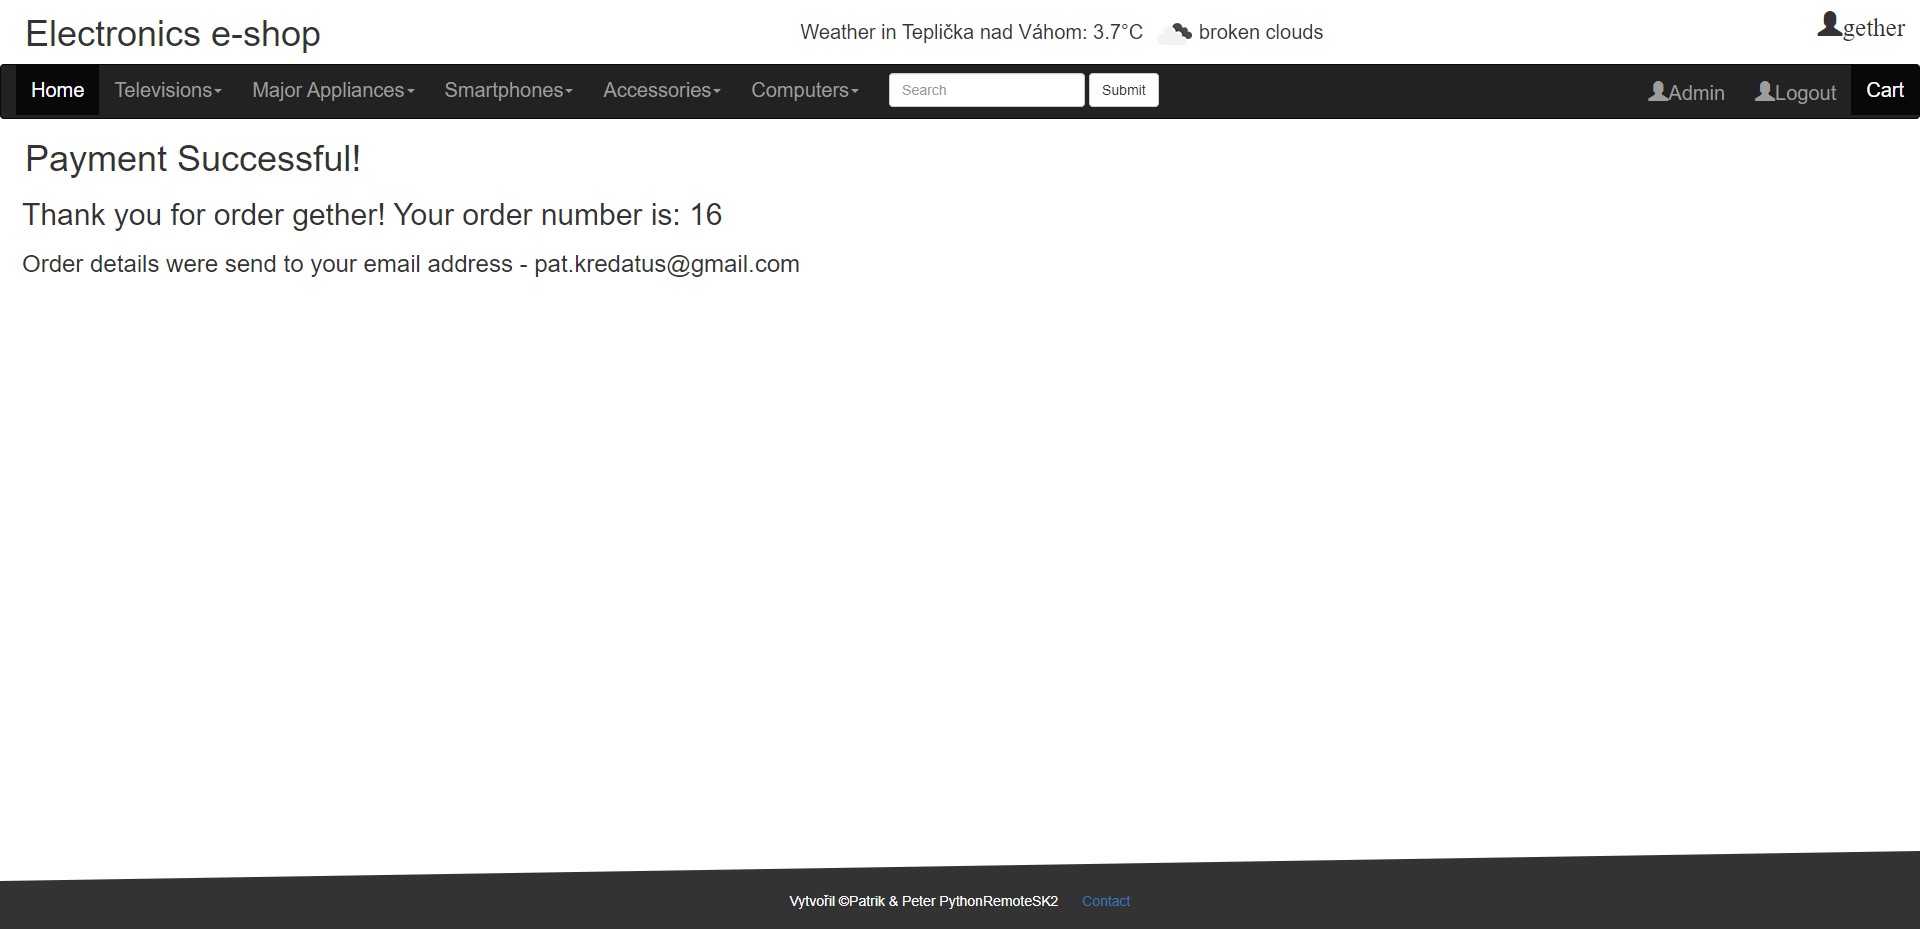 Electronics e-shop
Weather in Teplička nad Váhom: 3.7°C broken clouds
gether
Home Televisions Major Appliances Smartphones Accessories Computers Search Submit Admin Logout Cart
Payment Successful!
Thank you for order gether! Your order number is: 16
Order details were send to your email address - pat.kredatus@gmail.com
Vytvořil ©Patrik & Peter PythonRemoteSK2 Contact